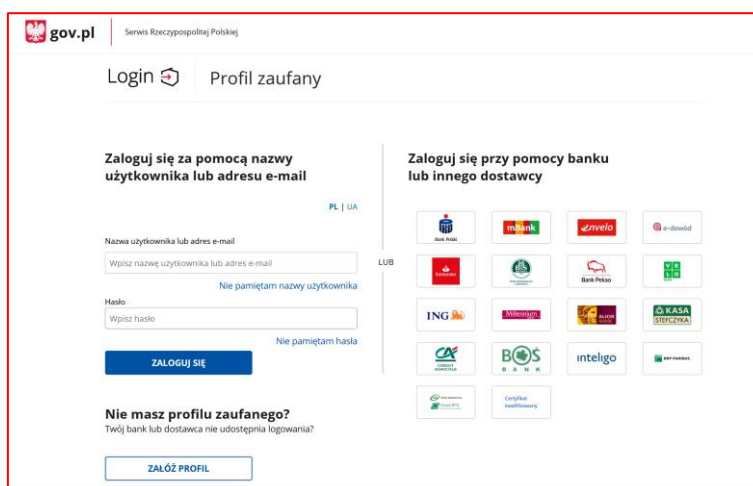 gov.pl
Serwis Rzeczypospolitej Polskiej
Login
Profil zaufany
Zaloguj się za pomocą nazwy
użytkownika lub adresu e-mail
PL | UA
Nazwa użytkownika lub adres e-mail
Wpisz nazwę użytkownika lub adres e-mail
Nie pamiętam nazwy użytkownika
Hasło
Wpisz hasło
Nie pamiętam hasła
ZALOGUJ SIĘ
Nie masz profilu zaufanego?
Twój bank lub dostawca nie udostępnia logowania?
ZAŁÓŻ PROFIL
LUB
Zaloguj się przy pomocy banku
lub innego dostawcy
Bank Polski
mBank
envelo
e-dowód
Santander
Bank Pekao
VELO
ING
Millennium
ALIOR
BANK
KASA
STEFCZYKA
CRÉDIT
AGRICOLE
BOŚ
BANK
inteligo
BNP PARIBAS
Certyfikat
kwalifikowany